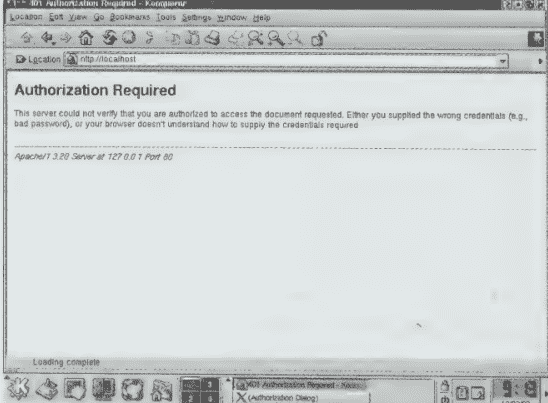 401 Authorization Required - Konqueror
Location Edit View Go Bookmarks Tools Settings Window Help
Location http://localhost
Authorization Required
This server could not verify that you are authorized to access the document requested. Either you supplied the wrong credentials (e.g.,
bad password), or your browser doesn't understand how to supply the credentials required
Apache/1.3.28 Server at 127.0.0.1 Port 80
Loading complete
401 Authorization Required - Konq
(Authorization Dialog)